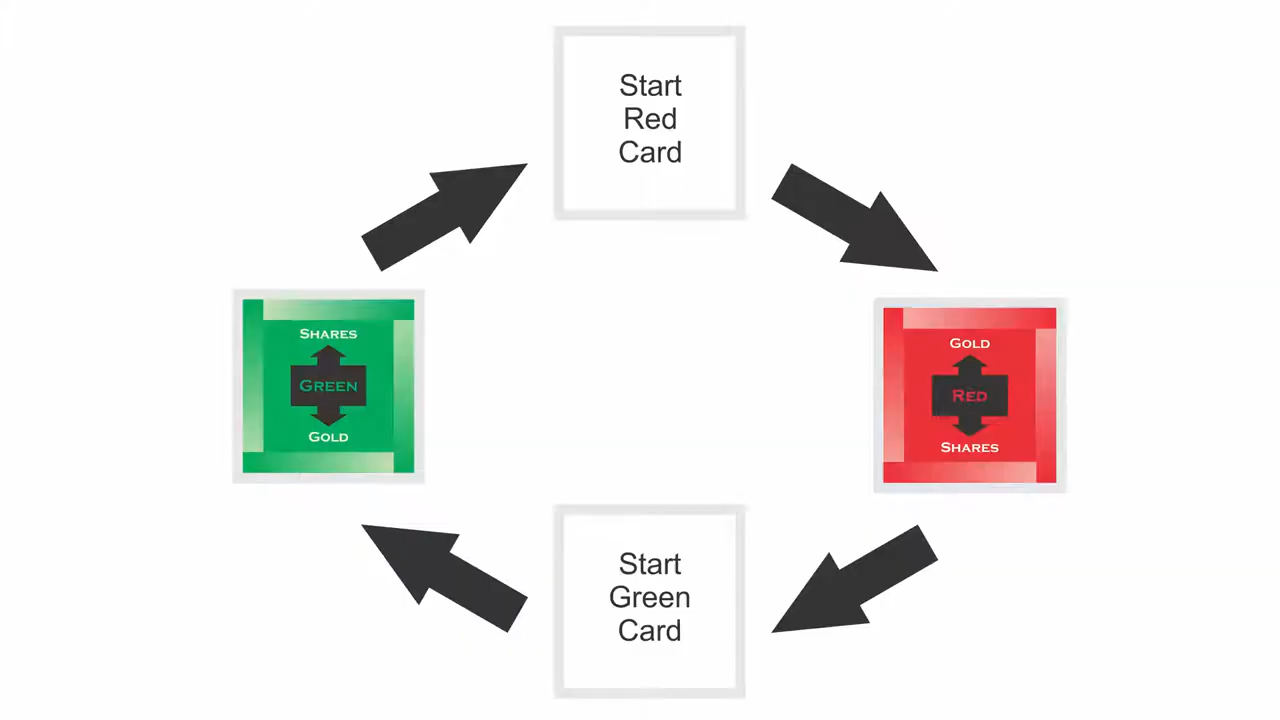 Start
Red
Card
SHARES
GREEN
GOLD
GOLD
RED
SHARES
Start
Green
Card